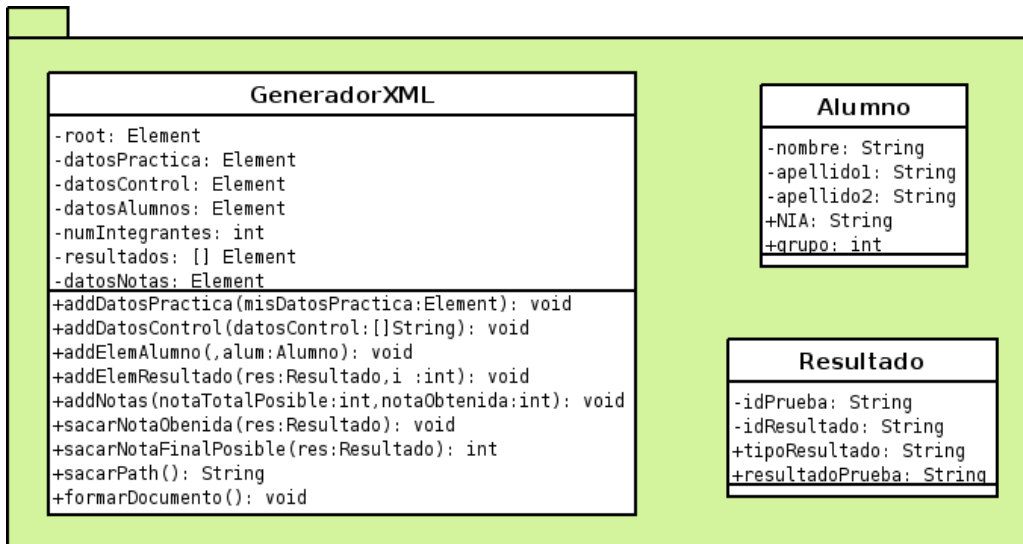 GeneradorXML
-root: Element
-datosPractica: Element
-datosControl: Element
-datosAlumnos: Element
-numIntegrantes: int
-resultados: [] Element
-datosNotas: Element
+addDatosPractica(misDatosPractica:Element): void
+addDatosControl(datosControl:[]String): void
+addElemAlumno(,alum:Alumno): void
+addElemResultado(res:Resultado,i :int): void
+addNotas(notaTotalPosible:int,notaObtenida:int): void
+sacarNotaObenida(res:Resultado): void
+sacarNotaFinalPosible(res:Resultado): int
+sacarPath(): String
+formarDocumento(): void
Alumno
-nombre: String
-apellido1: String
-apellido2: String
+NIA: String
+grupo: int
Resultado
-idPrueba: String
-idResultado: String
+tipoResultado: String
+resultadoPrueba: String